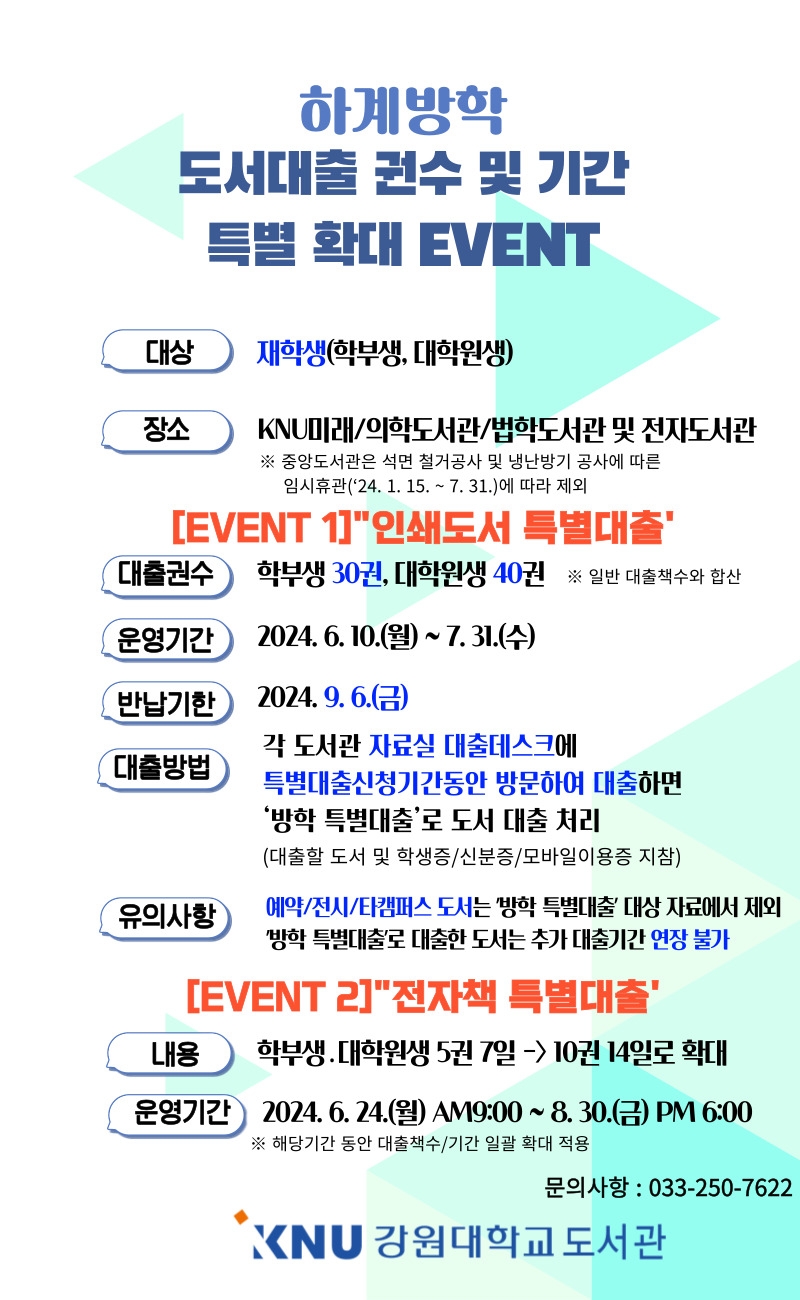 하계방학
도서대출 권수 및 기간
특별 확대 EVENT
대상
재학생(학부생, 대학원생)
장소
KNU미래/의학도서관/법학도서관 및 전자도서관
※ 중앙도서관은 석면 철거공사 및 냉난방기 공사에 따른
임시휴관(‘24. 1. 15. ~ 7. 31.)에 따라 제외
[EVENT 1]"인쇄도서 특별대출'
대출권수
학부생 30권, 대학원생 40권 ※ 일반 대출책수와 합산
운영기간
2024. 6. 10.(월) ~ 7. 31.(수)
반납기한
2024. 9. 6.(금)
대출방법
각 도서관 자료실 대출데스크에
특별대출신청기간동안 방문하여 대출하면
‘방학 특별대출’로 도서 대출 처리
(대출할 도서 및 학생증/신분증/모바일이용증 지참)
유의사항
예약/전시/타캠퍼스 도서는 '방학 특별대출' 대상 자료에서 제외
'방학 특별대출'로 대출한 도서는 추가 대출기간 연장 불가
[EVENT 2]"전자책 특별대출'
내용
학부생.대학원생 5권 7일 -> 10권 14일로 확대
운영기간
2024. 6. 24.(월) AM9:00 ~ 8. 30.(금) PM 6:00
※ 해당기간 동안 대출책수/기간 일괄 확대 적용
문의사항 : 033-250-7622
KNU 강원대학교 도서관